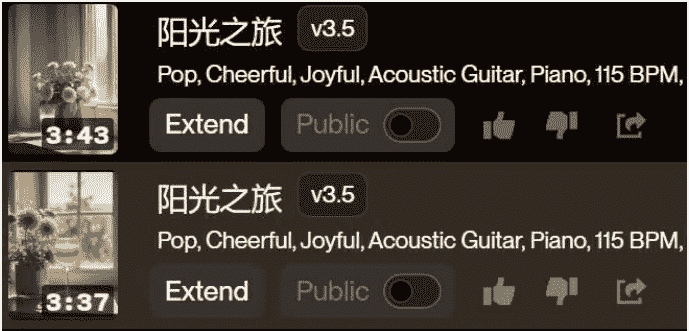 阳光之旅 v3.5
Pop, Cheerful, Joyful, Acoustic Guitar, Piano, 115 BPM,
3:43 Extend Public
阳光之旅 v3.5
Pop, Cheerful, Joyful, Acoustic Guitar, Piano, 115 BPM,
3:37 Extend Public